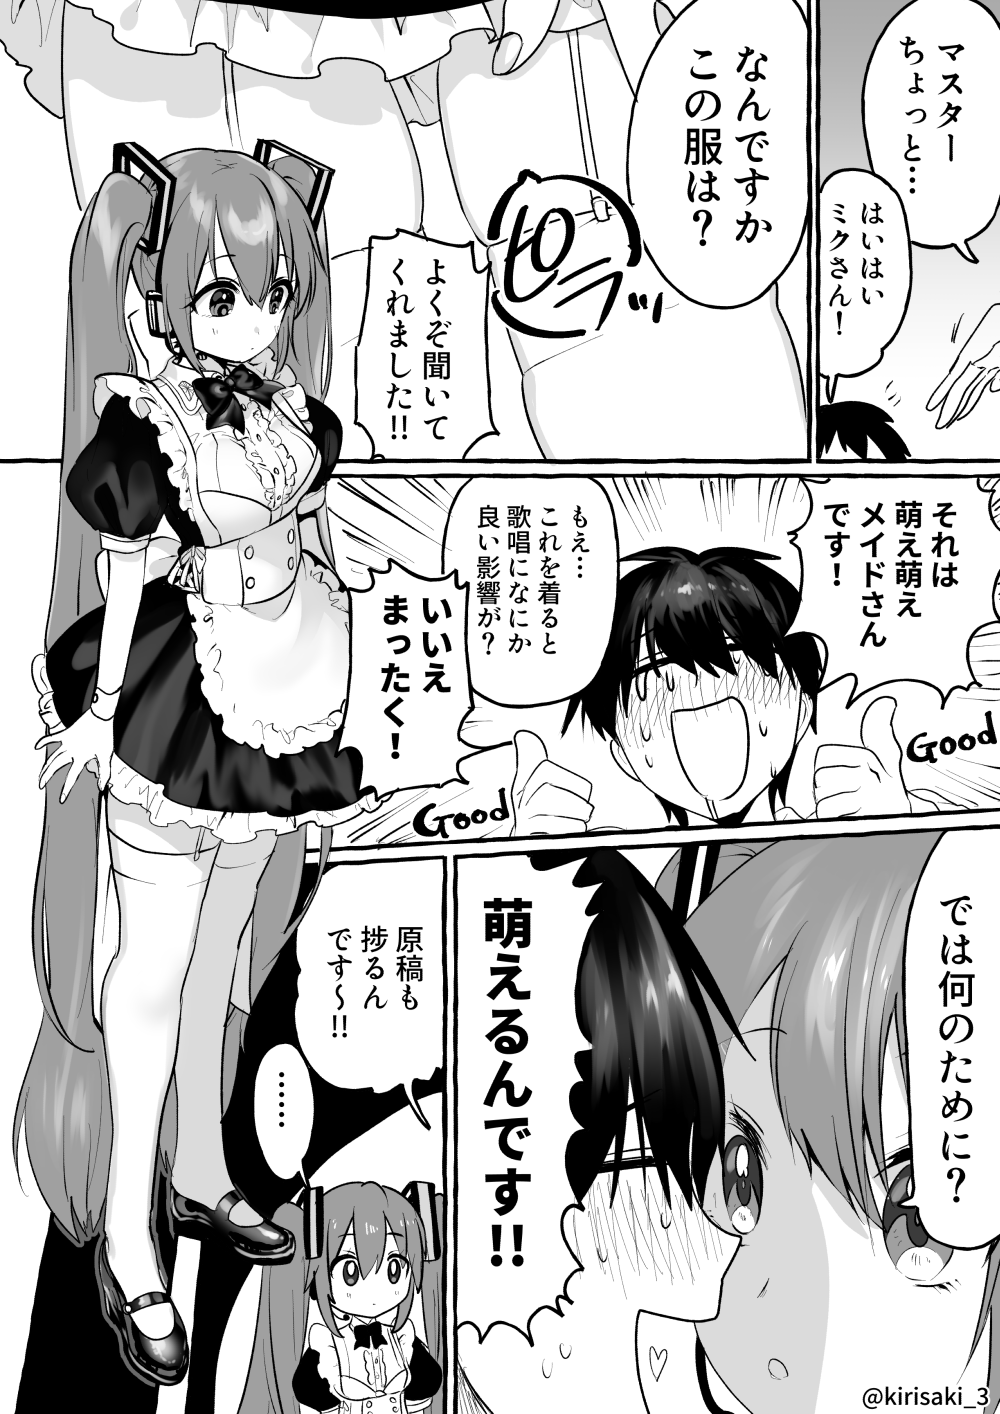 マスター
ちょっと…
はいはい
ミクさん!
なんですか
この服は?
ピラッ
よくぞ聞いて
くれました!!
それは
萌え萌え
メイドさん
です!
もえ…
これを着ると
歌唱になにか
良い影響が?
いいえ
まったく!
Good
Good
では何のために?
萌えるんです!!
原稿も
捗るん
です〜!!
……
@kirisaki_3